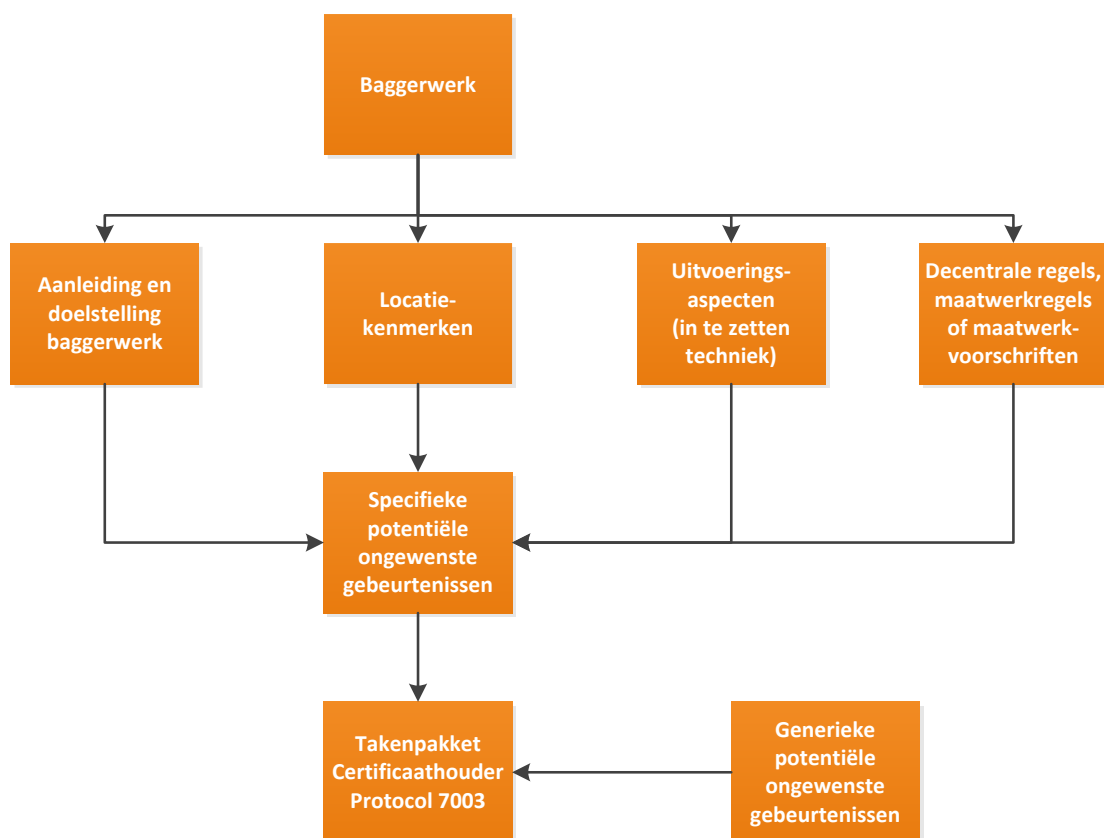 Baggerwerk
Aanleiding en
doelstelling
baggerwerk
Locatie-
kenmerken
Uitvoerings-
aspecten
(in te zetten
techniek)
Decentrale regels,
maatwerkregels
of maatwerk-
voorschriften
Specifieke
potentiële
ongewenste
gebeurtenissen
Takenpakket
Certificaathouder
Protocol 7003
Generieke
potentiële
ongewenste
gebeurtenissen